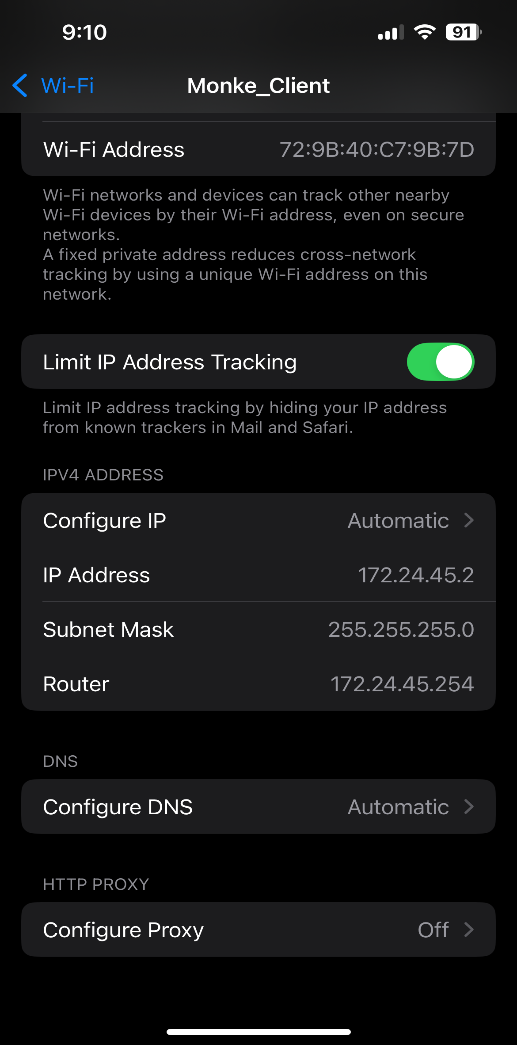 9:10
91
Wi-Fi
Monke_Client
Wi-Fi Address 72:9B:40:C7:9B:7D
Wi-Fi networks and devices can track other nearby
Wi-Fi devices by their Wi-Fi address, even on secure
networks.
A fixed private address reduces cross-network
tracking by using a unique Wi-Fi address on this
network.
Limit IP Address Tracking
Limit IP address tracking by hiding your IP address
from known trackers in Mail and Safari.
IPV4 ADDRESS
Configure IP Automatic
IP Address 172.24.45.2
Subnet Mask 255.255.255.0
Router 172.24.45.254
DNS
Configure DNS Automatic
HTTP PROXY
Configure Proxy Off